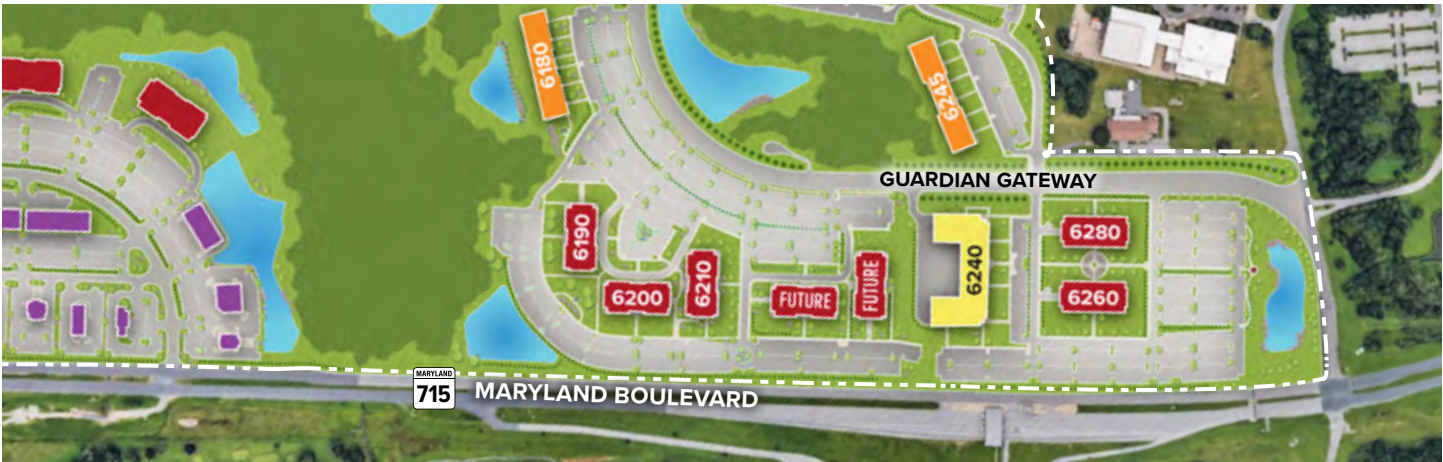 6180
6245
GUARDIAN GATEWAY
6190
6200
6210
FUTURE
FUTURE
6240
6280
6260
MARYLAND
715
MARYLAND BOULEVARD